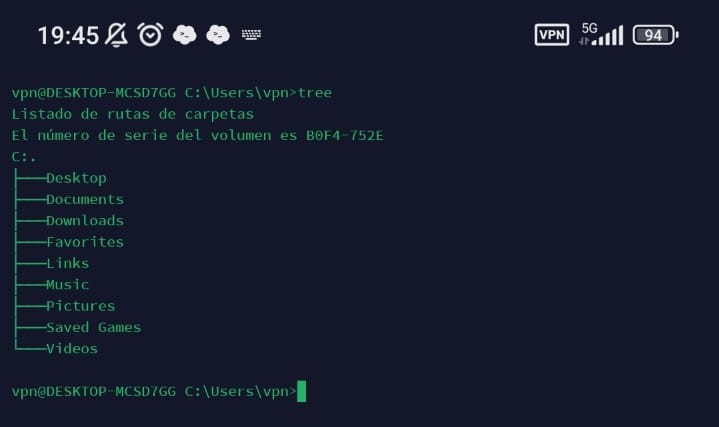 19:45 VPN 5G 94
vpn@DESKTOP-MCSD7GG C:\Users\vpn>tree
Listado de rutas de carpetas
El número de serie del volumen es B0F4-752E
C:.
├───Desktop
├───Documents
├───Downloads
├───Favorites
├───Links
├───Music
├───Pictures
├───Saved Games
└───Videos
vpn@DESKTOP-MCSD7GG C:\Users\vpn>